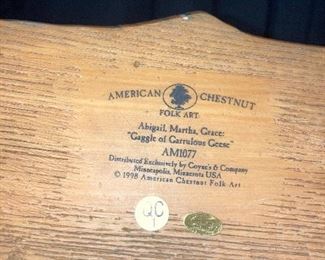 AMERICAN CHESTNUT
FOLK ART
Abigail, Martha, Grace:
"Gaggle of Garrulous Geese"
AM1077
Distributed Exclusively by Coyne's & Company
Minneapolis, Minnesota USA
© 1998 American Chestnut Folk Art
QC